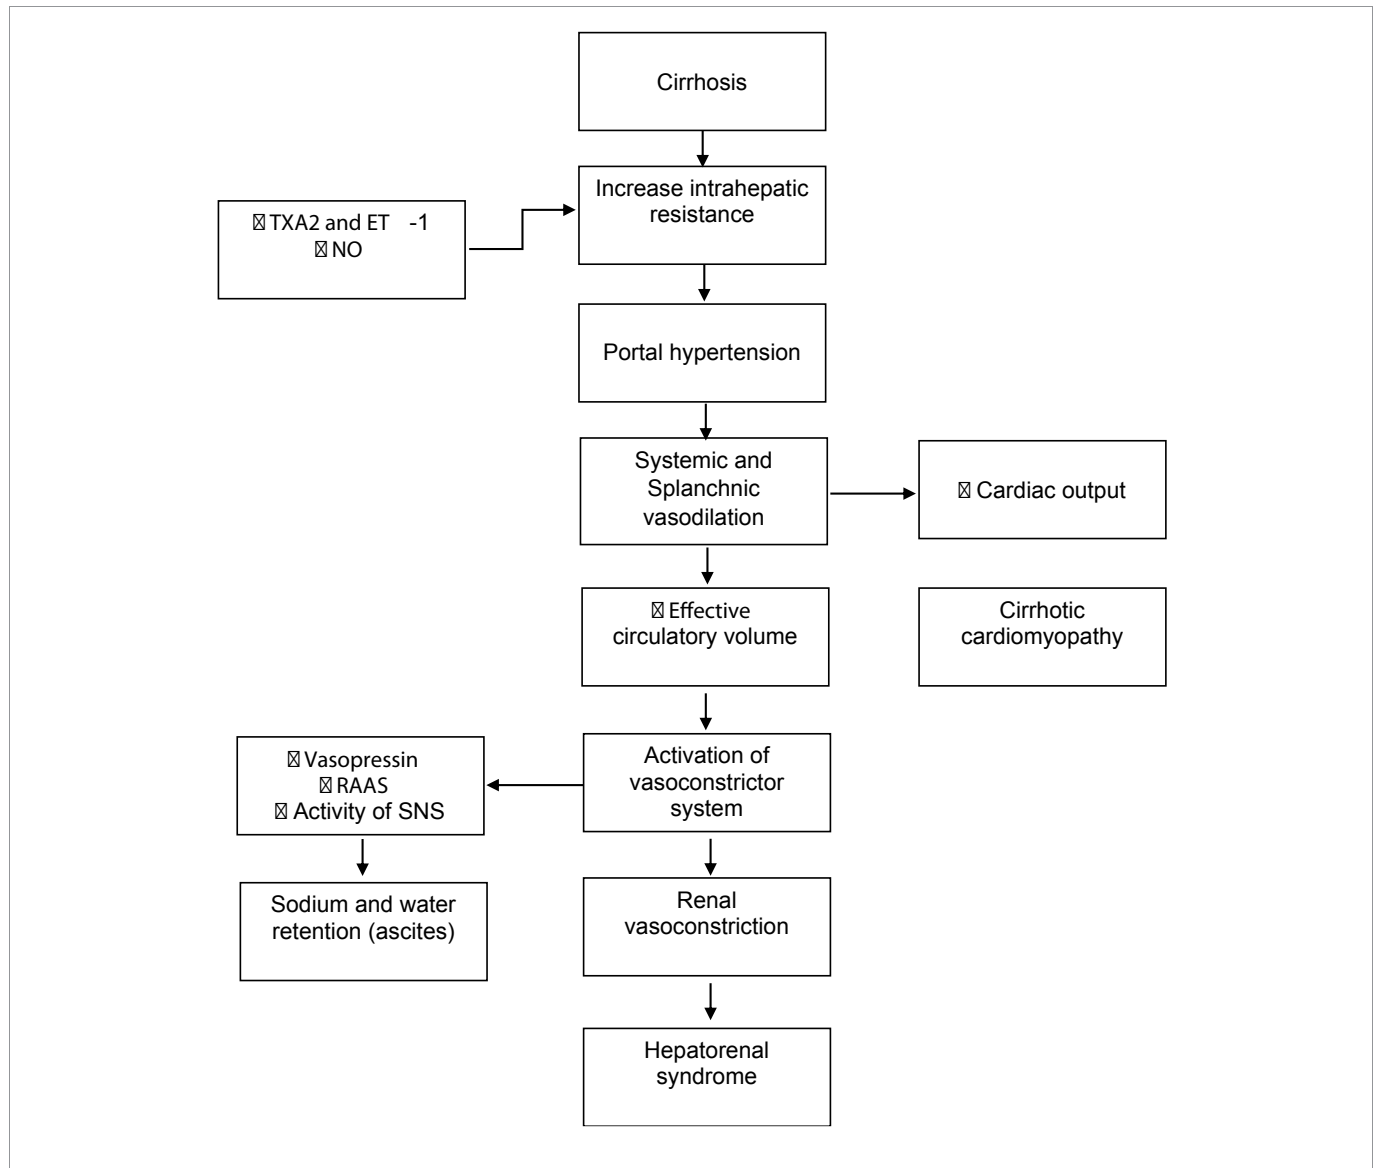 Cirrhosis
Increase intrahepatic
resistance
TXA2 and ET -1
NO
Portal hypertension
Systemic and
Splanchnic
vasodilation
Cardiac output
Effective
circulatory volume
Cirrhotic
cardiomyopathy
Vasopressin
RAAS
Activity of SNS
Activation of
vasoconstrictor
system
Sodium and water
retention (ascites)
Renal
vasoconstriction
Hepatorenal
syndrome